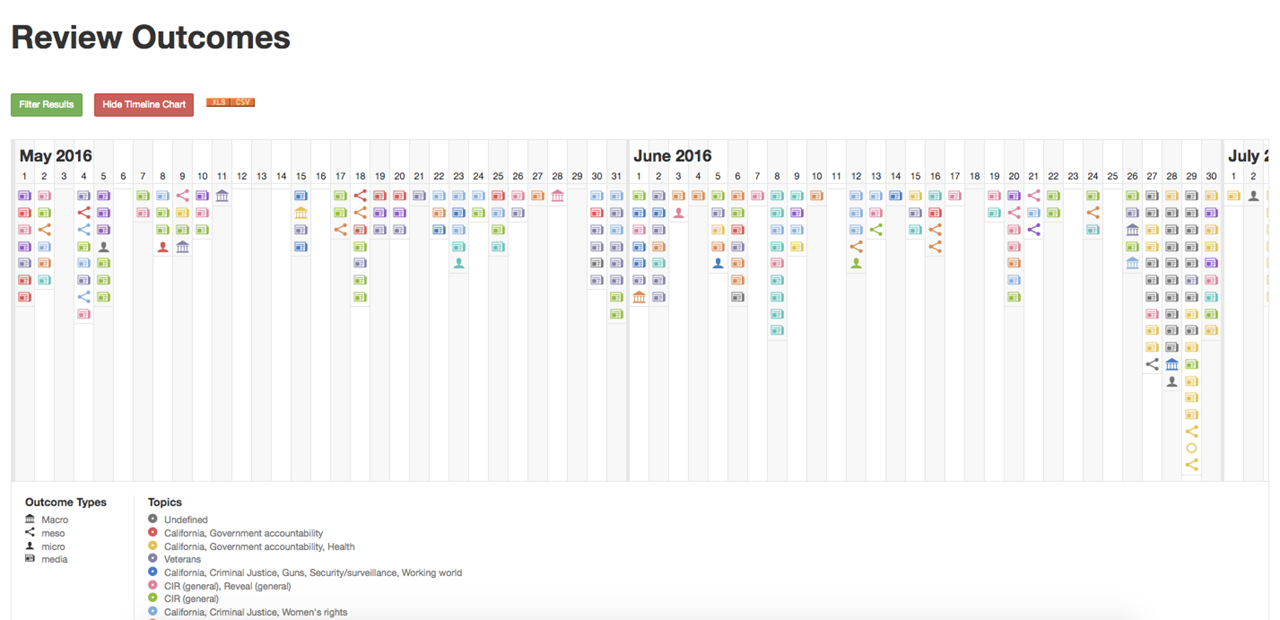 Review Outcomes
Filter Results Hide Timeline Chart XLS CSV
May 2016 June 2016 July 2
1 2 3 4 5 6 7 8 9 10 11 12 13 14 15 16 17 18 19 20 21 22 23 24 25 26 27 28 29 30 31 1 2 3 4 5 6 7 8 9 10 11 12 13 14 15 16 17 18 19 20 21 22 23 24 25 26 27 28 29 30 1 2
Outcome Types Topics
Macro Undefined
meso California, Government accountability
micro California, Government accountability, Health
media Veterans
California, Criminal Justice, Guns, Security/surveillance, Working world
CIR (general), Reveal (general)
CIR (general)
California, Criminal Justice, Women's rights